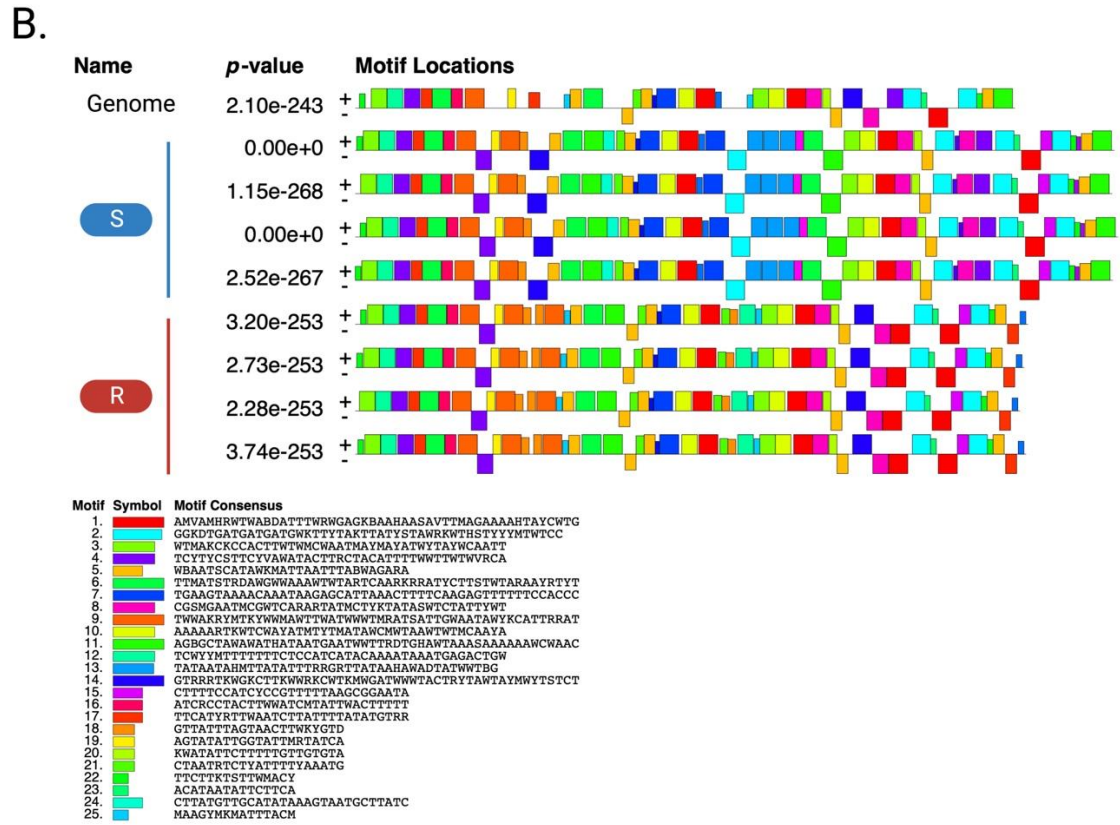 B.
Name p-value Motif Locations
Genome 2.10e-243 + -
0.00e+0 + -
1.15e-268 + -
S
0.00e+0 + -
2.52e-267 + -
3.20e-253 + -
2.73e-253 + -
R
2.28e-253 + -
3.74e-253 + -
Motif Symbol Motif Consensus
1. AMVAMHRWTWABDATTTWRWGAGKBAAHAASAVTTMAGAAAAHTAYCWTG
2. GGKDTGATGATGATGWKTTYTAKTTATYSTAWRKWTHSTYYYMTWTCC
3. WTMAKCKCCACTTWTWMCWAATMAYMAYATWYTAYWCAATT
4. TCYTYCSTTCYVAWATACTTRCTACATTTTWWTTWTWVRCA
5. WBAATSCATAWKMATTAATTTABWAGARA
6. TTMATSTRDAWGWWAAAWTWTARTCAARKRRATYCTTSTWTARAAYRTYT
7. TGAAGTAAAACAAATAAGAGCATTAAACTTTTCAAGAGTTTTTTCCACCC
8. CGSMGAATMCGWTCARARTATMCTYKTATASWTCTATTYWT
9. TWWAKRYMTKYWWMAWTTWATWWWTMRATSATTGWAATAWYKCATTRRAT
10. AAAAARTKWTCWAYATMTYTMATAWCMWTAAWTWTMCAAYA
11. AGBGCTAWAWATHATAATGAATWWTTRDTGHAWTAAASAAAAAAWCWAAC
12. TCWYYMTTTTTTTCTCCATCATACAAAATAAATGAGACTGW
13. TATAATAHMTTATATTTRRGRTTATAAHAWADTATWWTBG
14. GTRRRTKWGKCTTKWWRKCWTKMWGATWWWTACTRYTAWTAYMWYTSTCT
15. CTTTTCCATCYCCGTTTTTAAGCGGAATA
16. ATCRCCTACTTWWATCMTATTWACTTTTT
17. TTCATYRTTWAATCTTATTTTATATGTRR
18. GTTATTTAGTAACTTWKYGTD
19. AGTATATTGGTATTMRTATCA
20. KWATATTCTTTTTGTTGTGTA
21. CTAATRTCTYATTTTYAAATG
22. TTCTTKTSTTWMACY
23. ACATAATATTCTTCA
24. CTTATGTTGCATATAAAGTAATGCTTATC
25. MAAGYMKMATTTACM